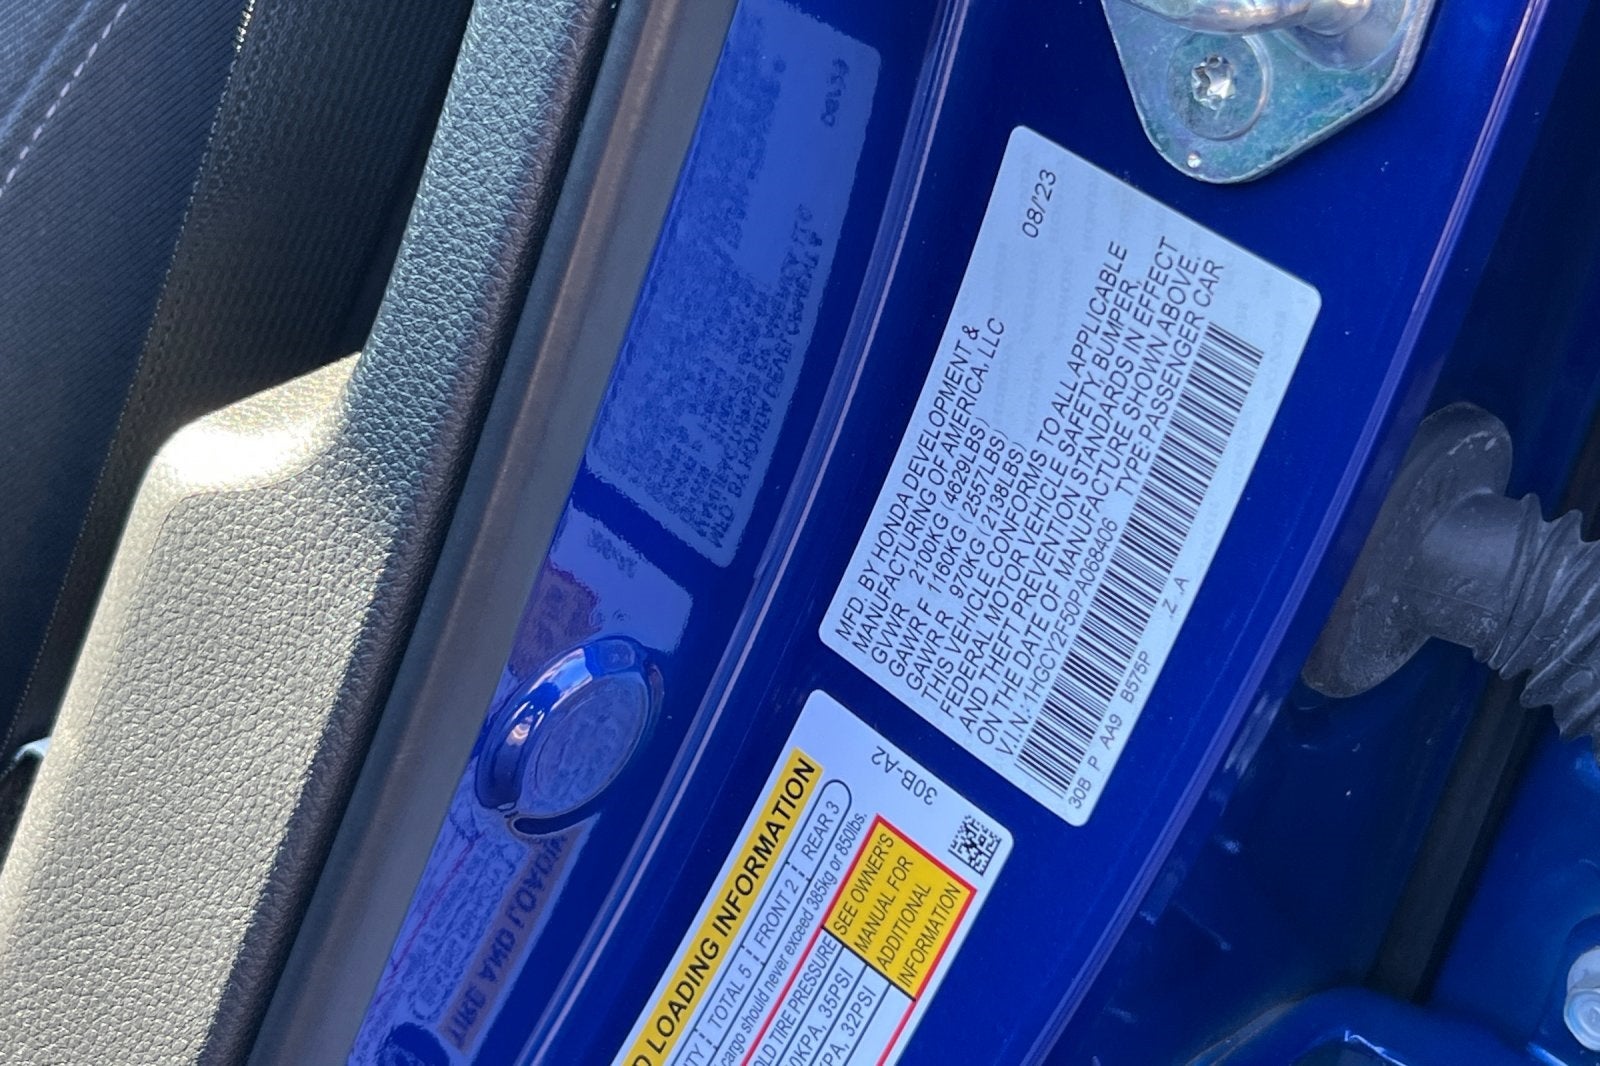 08/'23
MFD. BY HONDA DEVELOPMENT &
MANUFACTURING OF AMERICA, LLC
GVWR 2100KG (4629LBS)
GAWR F 1160KG (2557LBS)
GAWR R 970KG (2138LBS)
THIS VEHICLE CONFORMS TO ALL APPLICABLE
FEDERAL MOTOR VEHICLE SAFETY, BUMPER,
AND THEFT PREVENTION STANDARDS IN EFFECT
ON THE DATE OF MANUFACTURE SHOWN ABOVE.
V.I.N.:1HGCY2F50PA068406 TYPE:PASSENGER CAR
30B P AA9 B575P Z .A
30B-A2
LOADING INFORMATION
TOTAL 5 FRONT 2 REAR 3
cargo should never exceed 385kg or 850lbs.
TIRE PRESSURE
35PSI
32PSI
SEE OWNER'S
MANUAL FOR
ADDITIONAL
INFORMATION